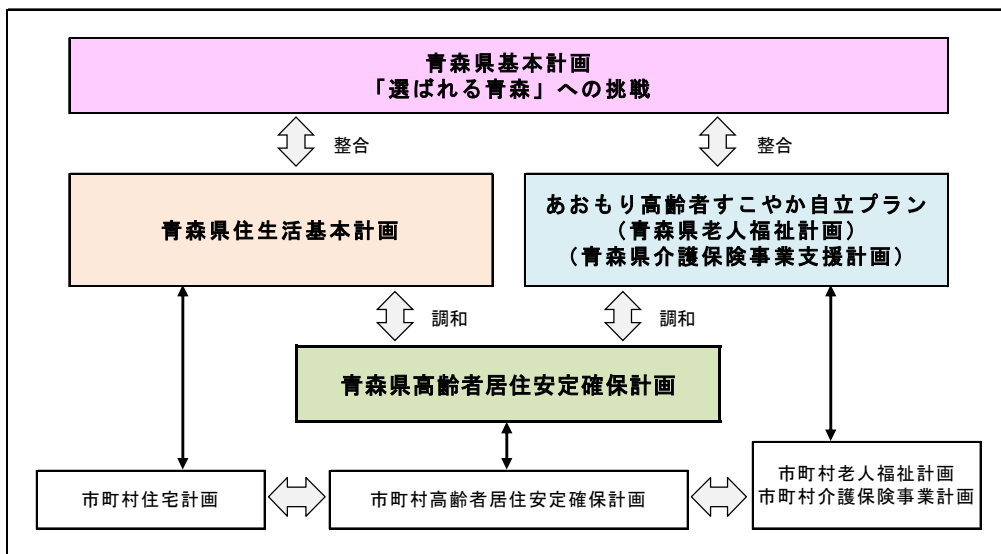 青森県基本計画
「選ばれる青森」への挑戦
整合
整合
青森県住生活基本計画
あおもり高齢者すこやか自立プラン
（青森県老人福祉計画）
（青森県介護保険事業支援計画）
調和
調和
青森県高齢者居住安定確保計画
市町村住宅計画
市町村高齢者居住安定確保計画
市町村老人福祉計画
市町村介護保険事業計画